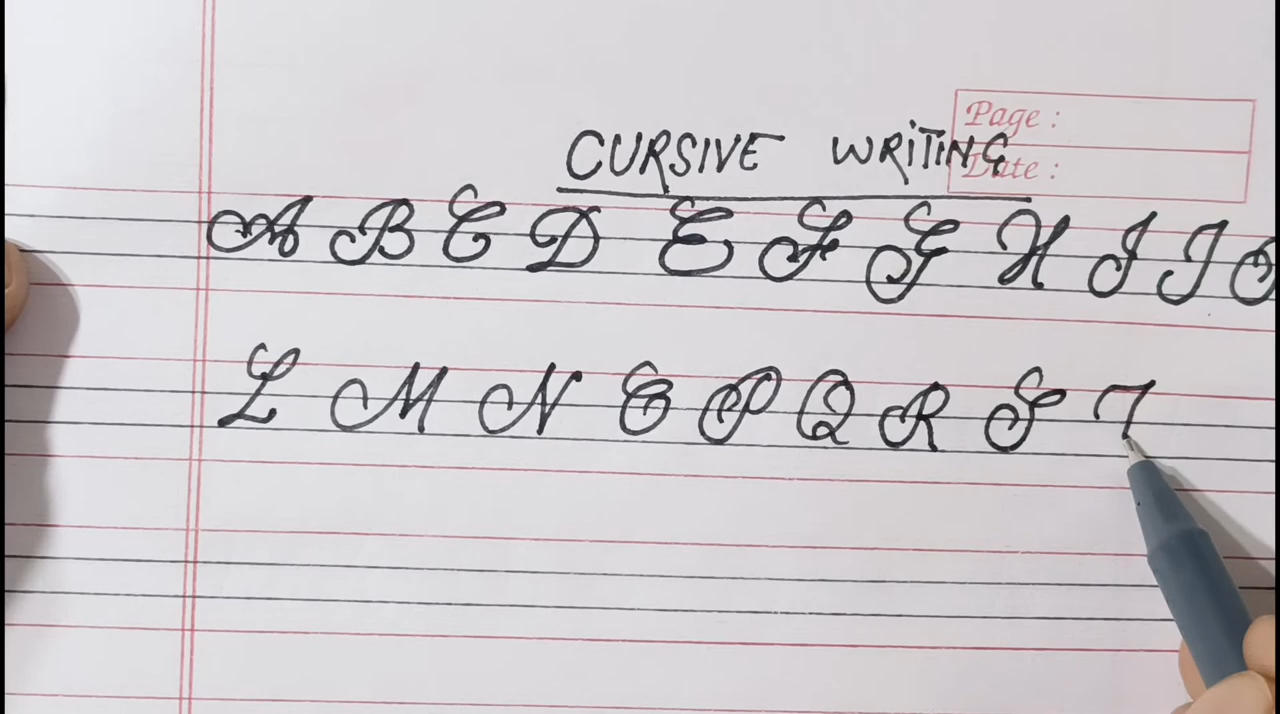 Page :
CURSIVE WRiTING
Date :
A B C D E F G H I J
L M N O P Q R S T